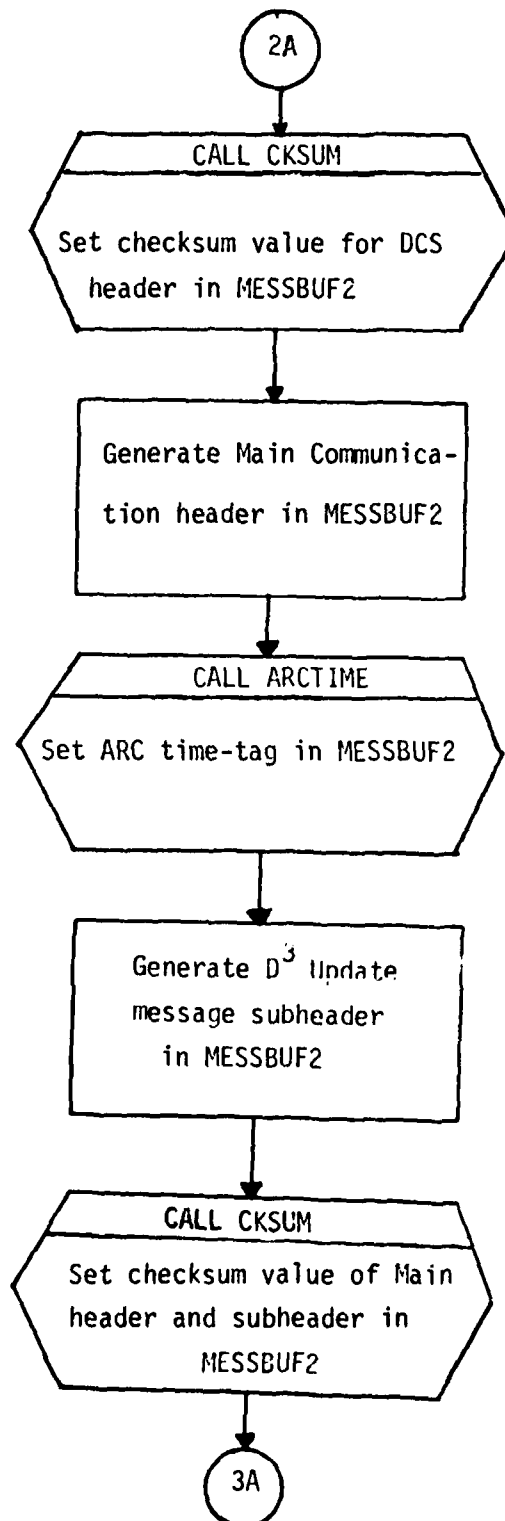 2A
CALL CKSUM
Set checksum value for DCS
header in MESSBUF2
Generate Main Communica-
tion header in MESSBUF2
CALL ARCTIME
Set ARC time-tag in MESSBUF2
Generate D³ Update
message subheader
in MESSBUF2
CALL CKSUM
Set checksum value of Main
header and subheader in
MESSBUF2
3A